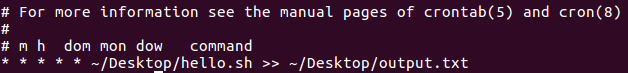 # For more information see the manual pages of crontab(5) and cron(8)
#
# m h  dom mon dow   command
* * * * * ~/Desktop/hello.sh >> ~/Desktop/output.txt